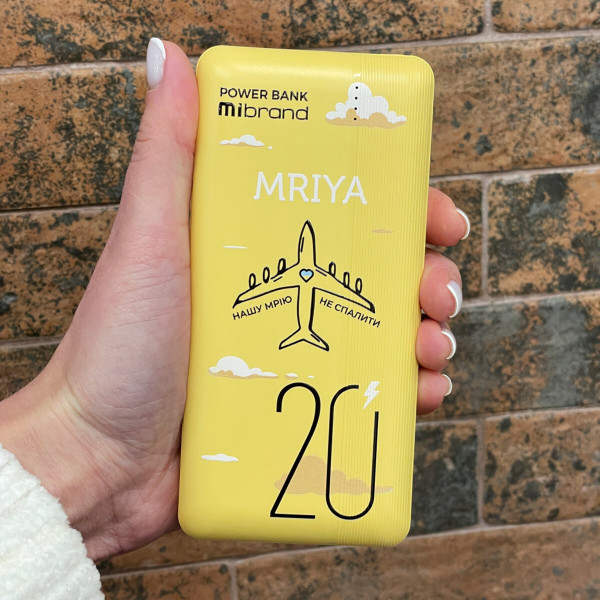 POWER BANK
mibrand
MRIYA
НАШУ МРІЮ НЕ СПАЛИТИ
20